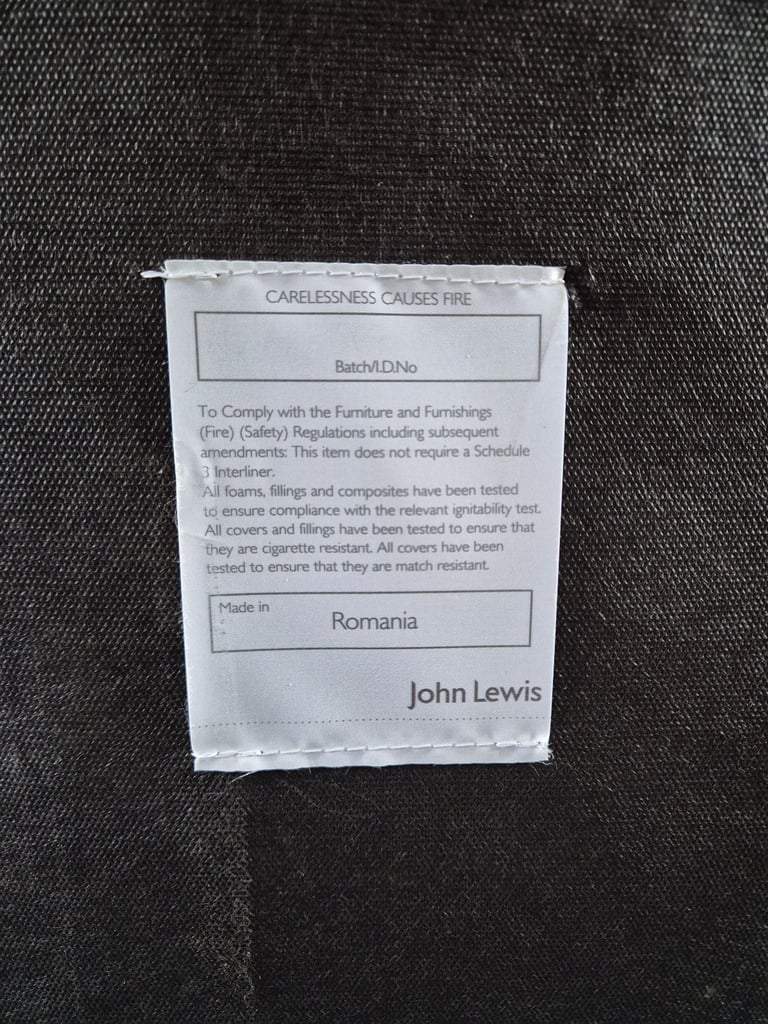 CARELESSNESS CAUSES FIRE
Batch/I.D.No
To Comply with the Furniture and Furnishings
(Fire) (Safety) Regulations including subsequent
amendments: This item does not require a Schedule
3 Interliner.
All foams, fillings and composites have been tested
to ensure compliance with the relevant ignitability test.
All covers and fillings have been tested to ensure that
they are cigarette resistant. All covers have been
tested to ensure that they are match resistant.
Made in
Romania
John Lewis